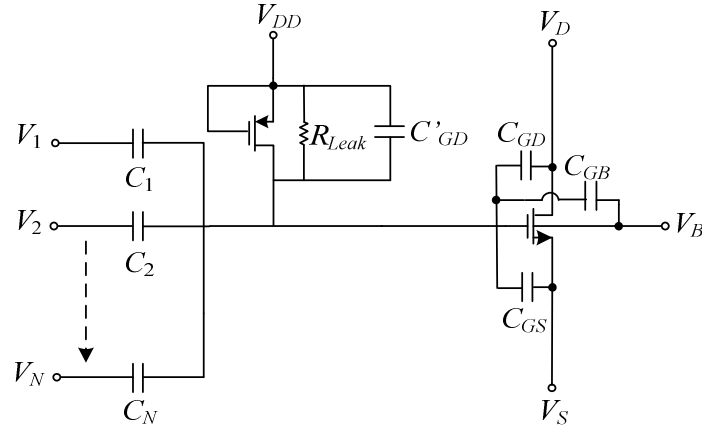 V_DD
V_D
V_1
C_1
R_Leak
C'_GD
C_GD
C_GB
V_2
C_2
V_B
C_GS
V_N
C_N
V_S